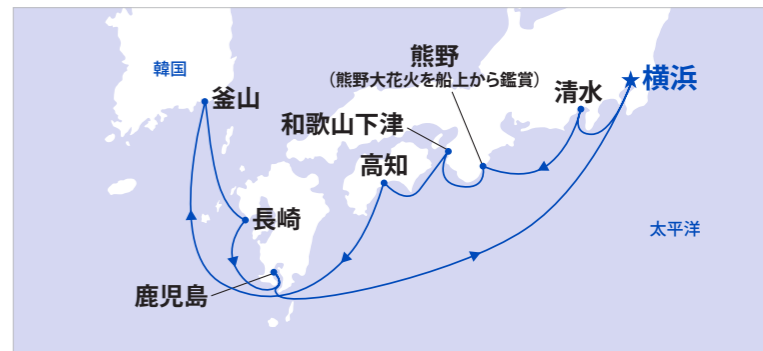 熊野
（熊野大花火を船上から鑑賞）
韓国
釜山
清水
★横浜
和歌山下津
高知
長崎
太平洋
鹿児島